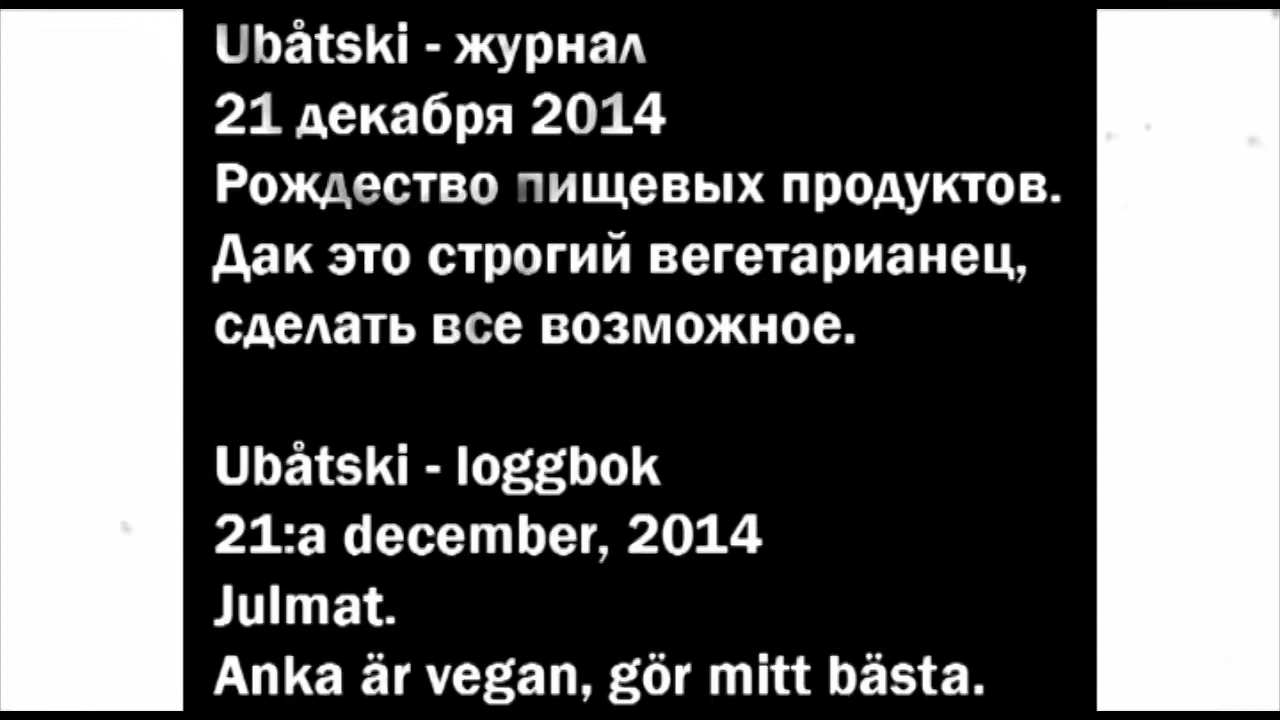 Ubåtski - журнал
21 декабря 2014
Рождество пищевых продуктов.
Дак это строгий вегетарианец,
сделать все возможное.
Ubåtski - loggbok
21:a december, 2014
Julmat.
Anka är vegan, gör mitt bästa.